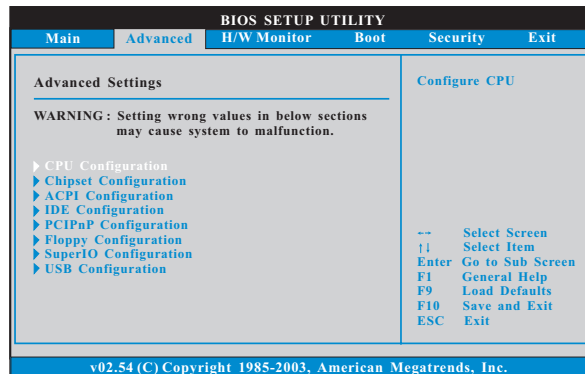 BIOS SETUP UTILITY
Main Advanced H/W Monitor Boot Security Exit
Advanced Settings
WARNING : Setting wrong values in below sections
may cause system to malfunction.
CPU Configuration
Chipset Configuration
ACPI Configuration
IDE Configuration
PCIPnP Configuration
Floppy Configuration
SuperIO Configuration
USB Configuration
Configure CPU
←→ Select Screen
↑↓ Select Item
Enter Go to Sub Screen
F1 General Help
F9 Load Defaults
F10 Save and Exit
ESC Exit
v02.54 (C) Copyright 1985-2003, American Megatrends, Inc.